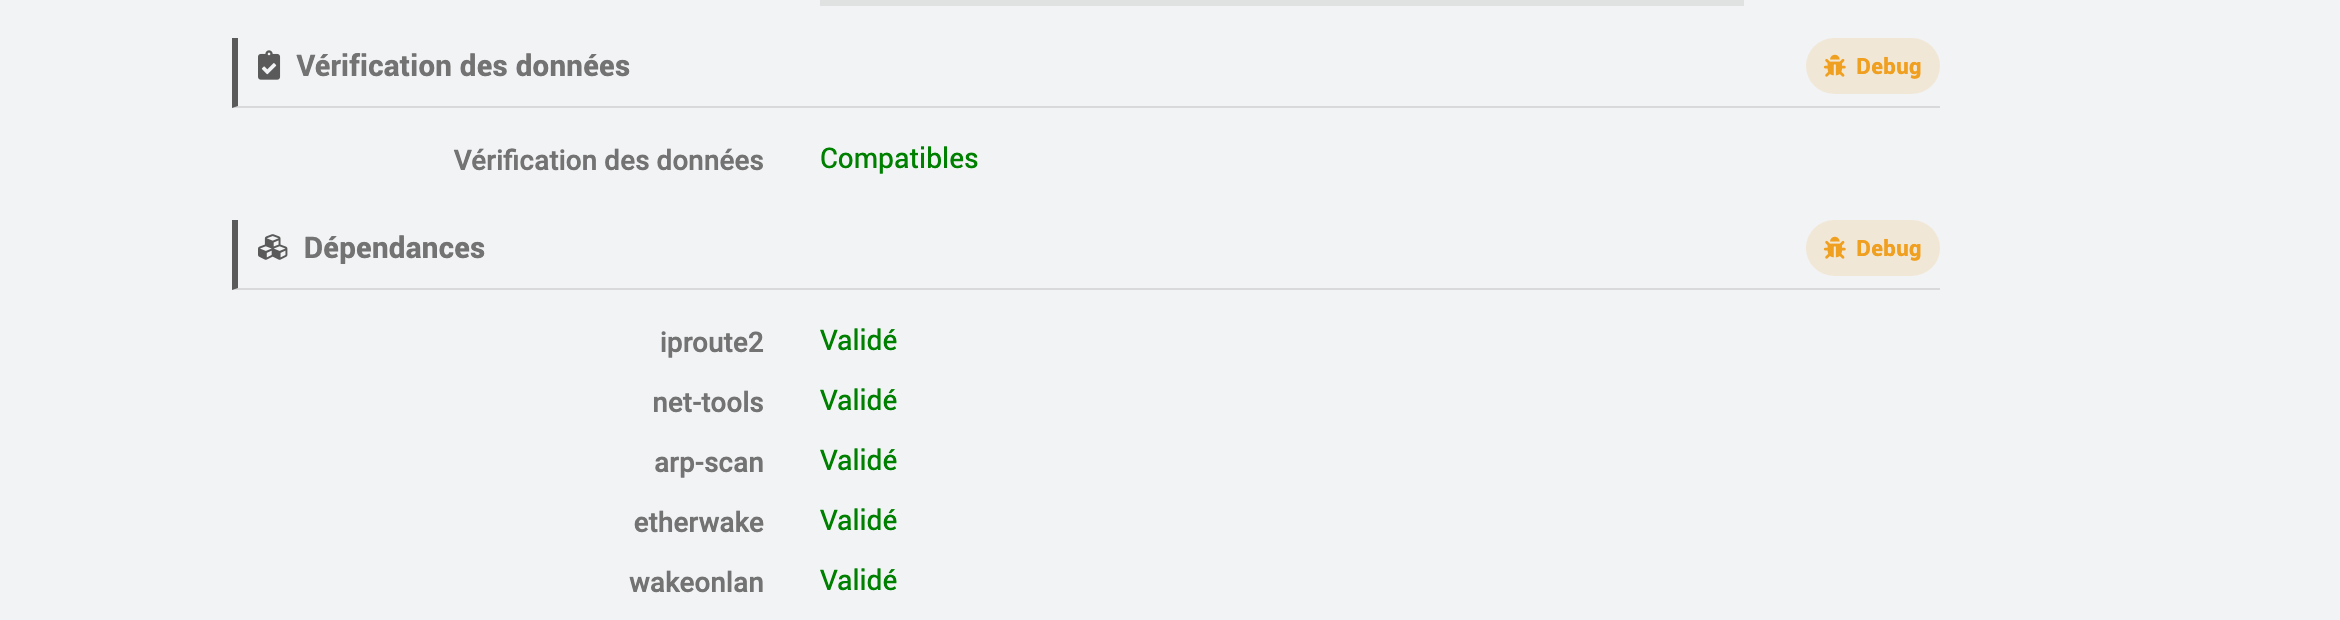 Vérification des données
Debug
Vérification des données Compatibles
Dépendances
Debug
iproute2 Validé
net-tools Validé
arp-scan Validé
etherwake Validé
wakeonlan Validé